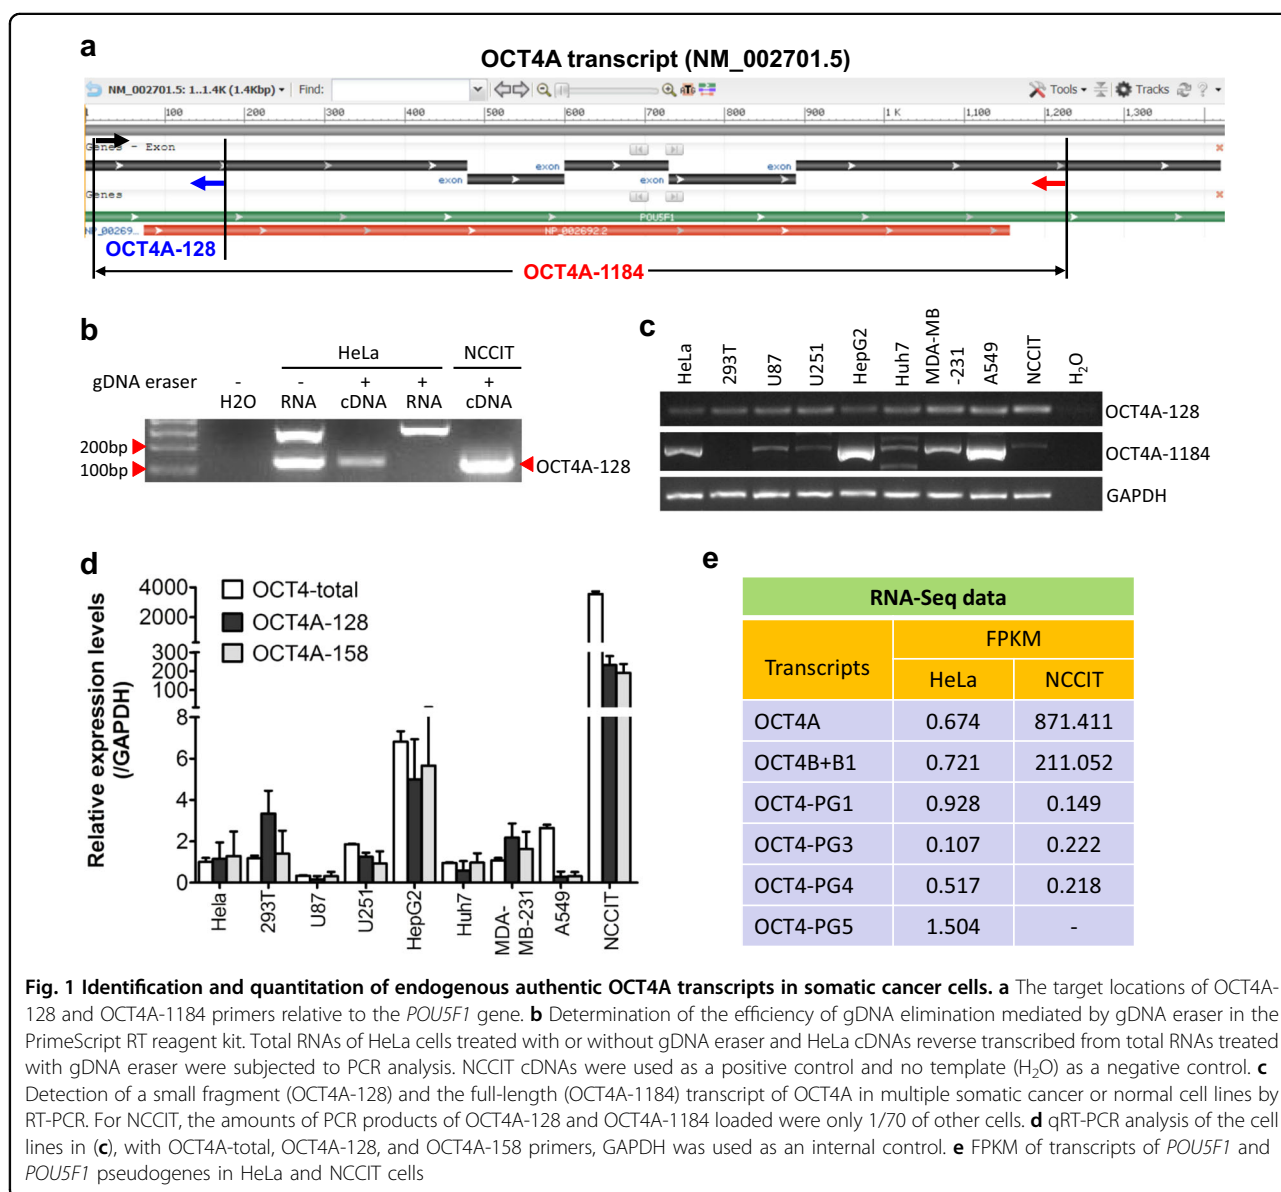 a
OCT4A transcript (NM_002701.5)
NM_002701.5: 1..1.4K (1.4Kbp) Find: Tools Tracks ?
1 100 200 300 400 500 600 700 800 900 1 K 1,100 1,200 1,300
Genes - Exon
exon exon
exon exon
Genes
POU5F1
NP_00269... NP_002692.2
OCT4A-128
OCT4A-1184
b
HeLa NCCIT
gDNA eraser - - + + +
H2O RNA cDNA RNA cDNA
200bp
100bp
OCT4A-128
c
HeLa 293T U87 U251 HepG2 Huh7 MDA-MB-231 A549 NCCIT H2O
OCT4A-128
OCT4A-1184
GAPDH
d
Relative expression levels
(/GAPDH)
4000
2000
300
200
100
8
6
4
2
0
OCT4-total
OCT4A-128
OCT4A-158
Hela 293T U87 U251 HepG2 Huh7 MDA-MB-231 A549 NCCIT
e
RNA-Seq data
Transcripts FPKM
HeLa NCCIT
OCT4A 0.674 871.411
OCT4B+B1 0.721 211.052
OCT4-PG1 0.928 0.149
OCT4-PG3 0.107 0.222
OCT4-PG4 0.517 0.218
OCT4-PG5 1.504 -
Fig. 1 Identification and quantitation of endogenous authentic OCT4A transcripts in somatic cancer cells. a The target locations of OCT4A-
128 and OCT4A-1184 primers relative to the POU5F1 gene. b Determination of the efficiency of gDNA elimination mediated by gDNA eraser in the
PrimeScript RT reagent kit. Total RNAs of HeLa cells treated with or without gDNA eraser and HeLa cDNAs reverse transcribed from total RNAs treated
with gDNA eraser were subjected to PCR analysis. NCCIT cDNAs were used as a positive control and no template (H2O) as a negative control. c
Detection of a small fragment (OCT4A-128) and the full-length (OCT4A-1184) transcript of OCT4A in multiple somatic cancer or normal cell lines by
RT-PCR. For NCCIT, the amounts of PCR products of OCT4A-128 and OCT4A-1184 loaded were only 1/70 of other cells. d qRT-PCR analysis of the cell
lines in (c), with OCT4A-total, OCT4A-128, and OCT4A-158 primers, GAPDH was used as an internal control. e FPKM of transcripts of POU5F1 and
POU5F1 pseudogenes in HeLa and NCCIT cells